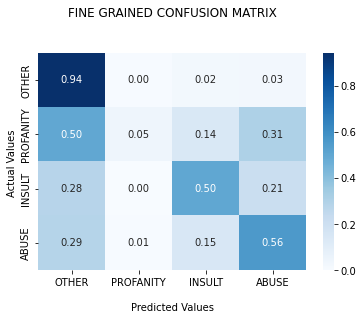 FINE GRAINED CONFUSION MATRIX
Actual Values
OTHER 0.94 0.00 0.02 0.03
PROFANITY 0.50 0.05 0.14 0.31
INSULT 0.28 0.00 0.50 0.21
ABUSE 0.29 0.01 0.15 0.56
OTHER PROFANITY INSULT ABUSE
Predicted Values
0.8
0.6
0.4
0.2
0.0